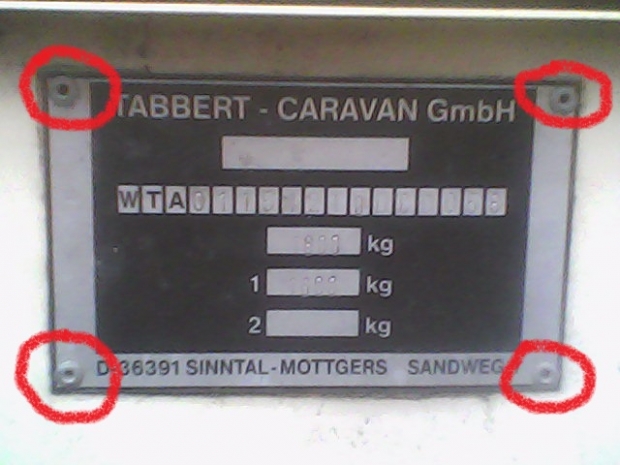 TABBERT - CARAVAN GmbH
WTA
kg
1 kg
2 kg
D-36391 SINNTAL-MOTTGERS SANDWEG